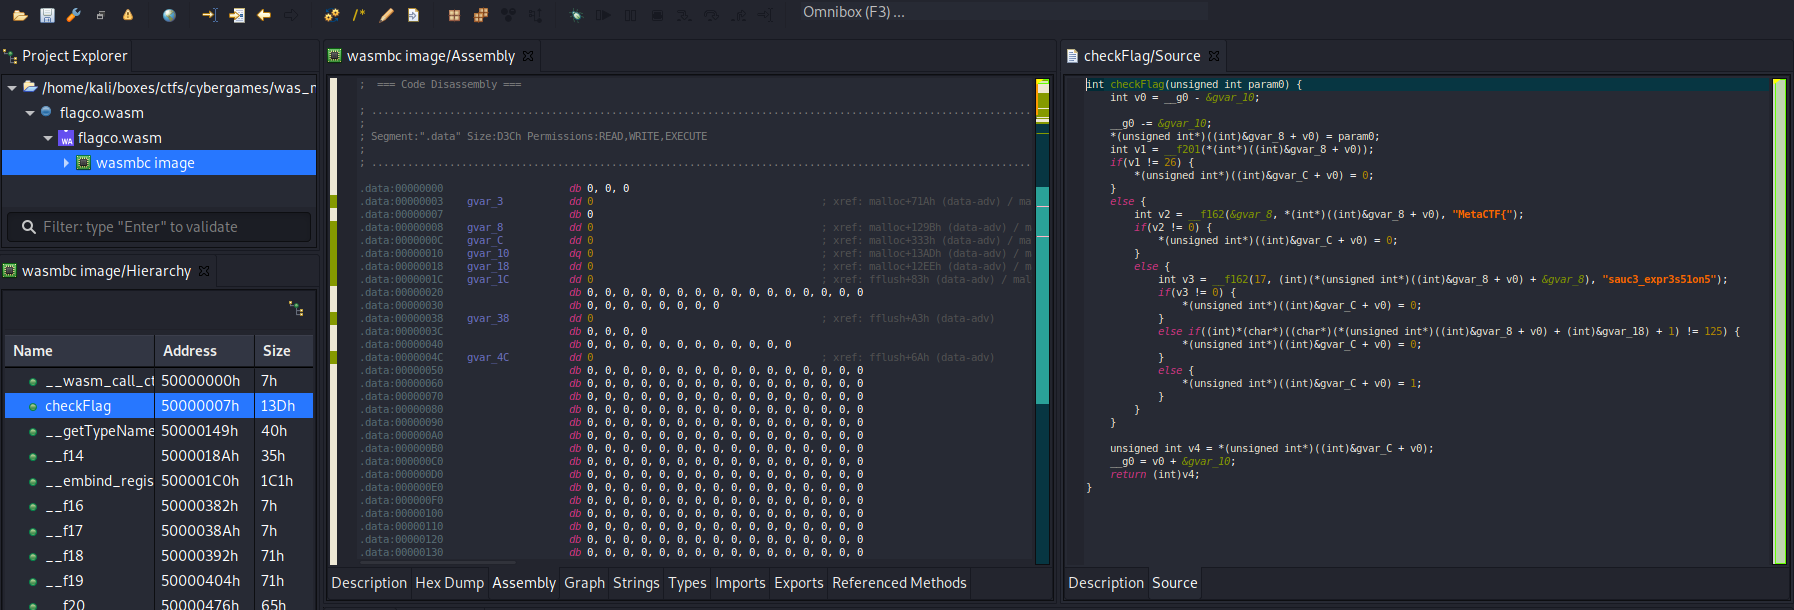 Omnibox (F3) ...
Project Explorer
/home/kali/boxes/ctfs/cybergames/was_r
flagco.wasm
WA flagco.wasm
wasmbc image
Filter: type "Enter" to validate
wasmbc image/Hierarchy
Name Address Size
__wasm_call_ct 50000000h 7h
checkFlag 50000007h 13Dh
__getTypeName 50000149h 40h
__f14 5000018Ah 35h
__embind_regis 500001C0h 1C1h
__f16 50000382h 7h
__f17 5000038Ah 7h
__f18 50000392h 71h
__f19 50000404h 71h
__f20 50000476h 65h
wasmbc image/Assembly
; === Code Disassembly ===
;
; Segment:".data" Size:D3Ch Permissions:READ,WRITE,EXECUTE
;
.data:00000000 db 0, 0, 0
.data:00000003 gvar_3 dd 0 ; xref: malloc+71Ah (data-adv) / ma
.data:00000007 db 0
.data:00000008 gvar_8 dd 0 ; xref: malloc+129Bh (data-adv) / m
.data:0000000C gvar_C dd 0 ; xref: malloc+333h (data-adv) / ma
.data:00000010 gvar_10 dq 0 ; xref: malloc+13ADh (data-adv) / m
.data:00000018 gvar_18 dd 0 ; xref: malloc+12EEh (data-adv) / m
.data:0000001C gvar_1C dd 0 ; xref: fflush+B3h (data-adv) / mal
.data:00000020 db 0, 0, 0, 0, 0, 0, 0, 0, 0, 0, 0, 0, 0, 0, 0, 0
.data:00000030 db 0, 0, 0, 0, 0, 0, 0, 0
.data:00000038 gvar_38 dd 0 ; xref: fflush+A3h (data-adv)
.data:0000003C db 0, 0, 0, 0
.data:00000040 db 0, 0, 0, 0, 0, 0, 0, 0, 0, 0, 0, 0
.data:0000004C gvar_4C dd 0 ; xref: fflush+6Ah (data-adv)
.data:00000050 db 0, 0, 0, 0, 0, 0, 0, 0, 0, 0, 0, 0, 0, 0, 0, 0
.data:00000060 db 0, 0, 0, 0, 0, 0, 0, 0, 0, 0, 0, 0, 0, 0, 0, 0
.data:00000070 db 0, 0, 0, 0, 0, 0, 0, 0, 0, 0, 0, 0, 0, 0, 0, 0
.data:00000080 db 0, 0, 0, 0, 0, 0, 0, 0, 0, 0, 0, 0, 0, 0, 0, 0
.data:00000090 db 0, 0, 0, 0, 0, 0, 0, 0, 0, 0, 0, 0, 0, 0, 0, 0
.data:000000A0 db 0, 0, 0, 0, 0, 0, 0, 0, 0, 0, 0, 0, 0, 0, 0, 0
.data:000000B0 db 0, 0, 0, 0, 0, 0, 0, 0, 0, 0, 0, 0, 0, 0, 0, 0
.data:000000C0 db 0, 0, 0, 0, 0, 0, 0, 0, 0, 0, 0, 0, 0, 0, 0, 0
.data:000000D0 db 0, 0, 0, 0, 0, 0, 0, 0, 0, 0, 0, 0, 0, 0, 0, 0
.data:000000E0 db 0, 0, 0, 0, 0, 0, 0, 0, 0, 0, 0, 0, 0, 0, 0, 0
.data:000000F0 db 0, 0, 0, 0, 0, 0, 0, 0, 0, 0, 0, 0, 0, 0, 0, 0
.data:00000100 db 0, 0, 0, 0, 0, 0, 0, 0, 0, 0, 0, 0, 0, 0, 0, 0
.data:00000110 db 0, 0, 0, 0, 0, 0, 0, 0, 0, 0, 0, 0, 0, 0, 0, 0
.data:00000120 db 0, 0, 0, 0, 0, 0, 0, 0, 0, 0, 0, 0, 0, 0, 0, 0
.data:00000130 db 0, 0, 0, 0, 0, 0, 0, 0, 0, 0, 0, 0, 0, 0, 0, 0
Description Hex Dump Assembly Graph Strings Types Imports Exports Referenced Methods
checkFlag/Source
int checkFlag(unsigned int param0) {
int v0 = __g0 - &gvar_10;
__g0 -= &gvar_10;
*(unsigned int*)((int)&gvar_8 + v0) = param0;
int v1 = __f201(*(int*)((int)&gvar_8 + v0));
if(v1 != 26) {
*(unsigned int*)((int)&gvar_C + v0) = 0;
}
else {
int v2 = __f162(&gvar_8, *(int*)((int)&gvar_8 + v0), "MetaCTF{");
if(v2 != 0) {
*(unsigned int*)((int)&gvar_C + v0) = 0;
}
else {
int v3 = __f162(17, (int)(*(unsigned int*)((int)&gvar_8 + v0) + &gvar_8), "sauc3_expr3s51on5");
if(v3 != 0) {
*(unsigned int*)((int)&gvar_C + v0) = 0;
}
else if((int)*(char*)((char*)(*(unsigned int*)((int)&gvar_8 + v0) + (int)&gvar_18) + 1) != 125) {
*(unsigned int*)((int)&gvar_C + v0) = 0;
}
else {
*(unsigned int*)((int)&gvar_C + v0) = 1;
}
}
}
unsigned int v4 = *(unsigned int*)((int)&gvar_C + v0);
__g0 = v0 + &gvar_10;
return (int)v4;
}
Description Source